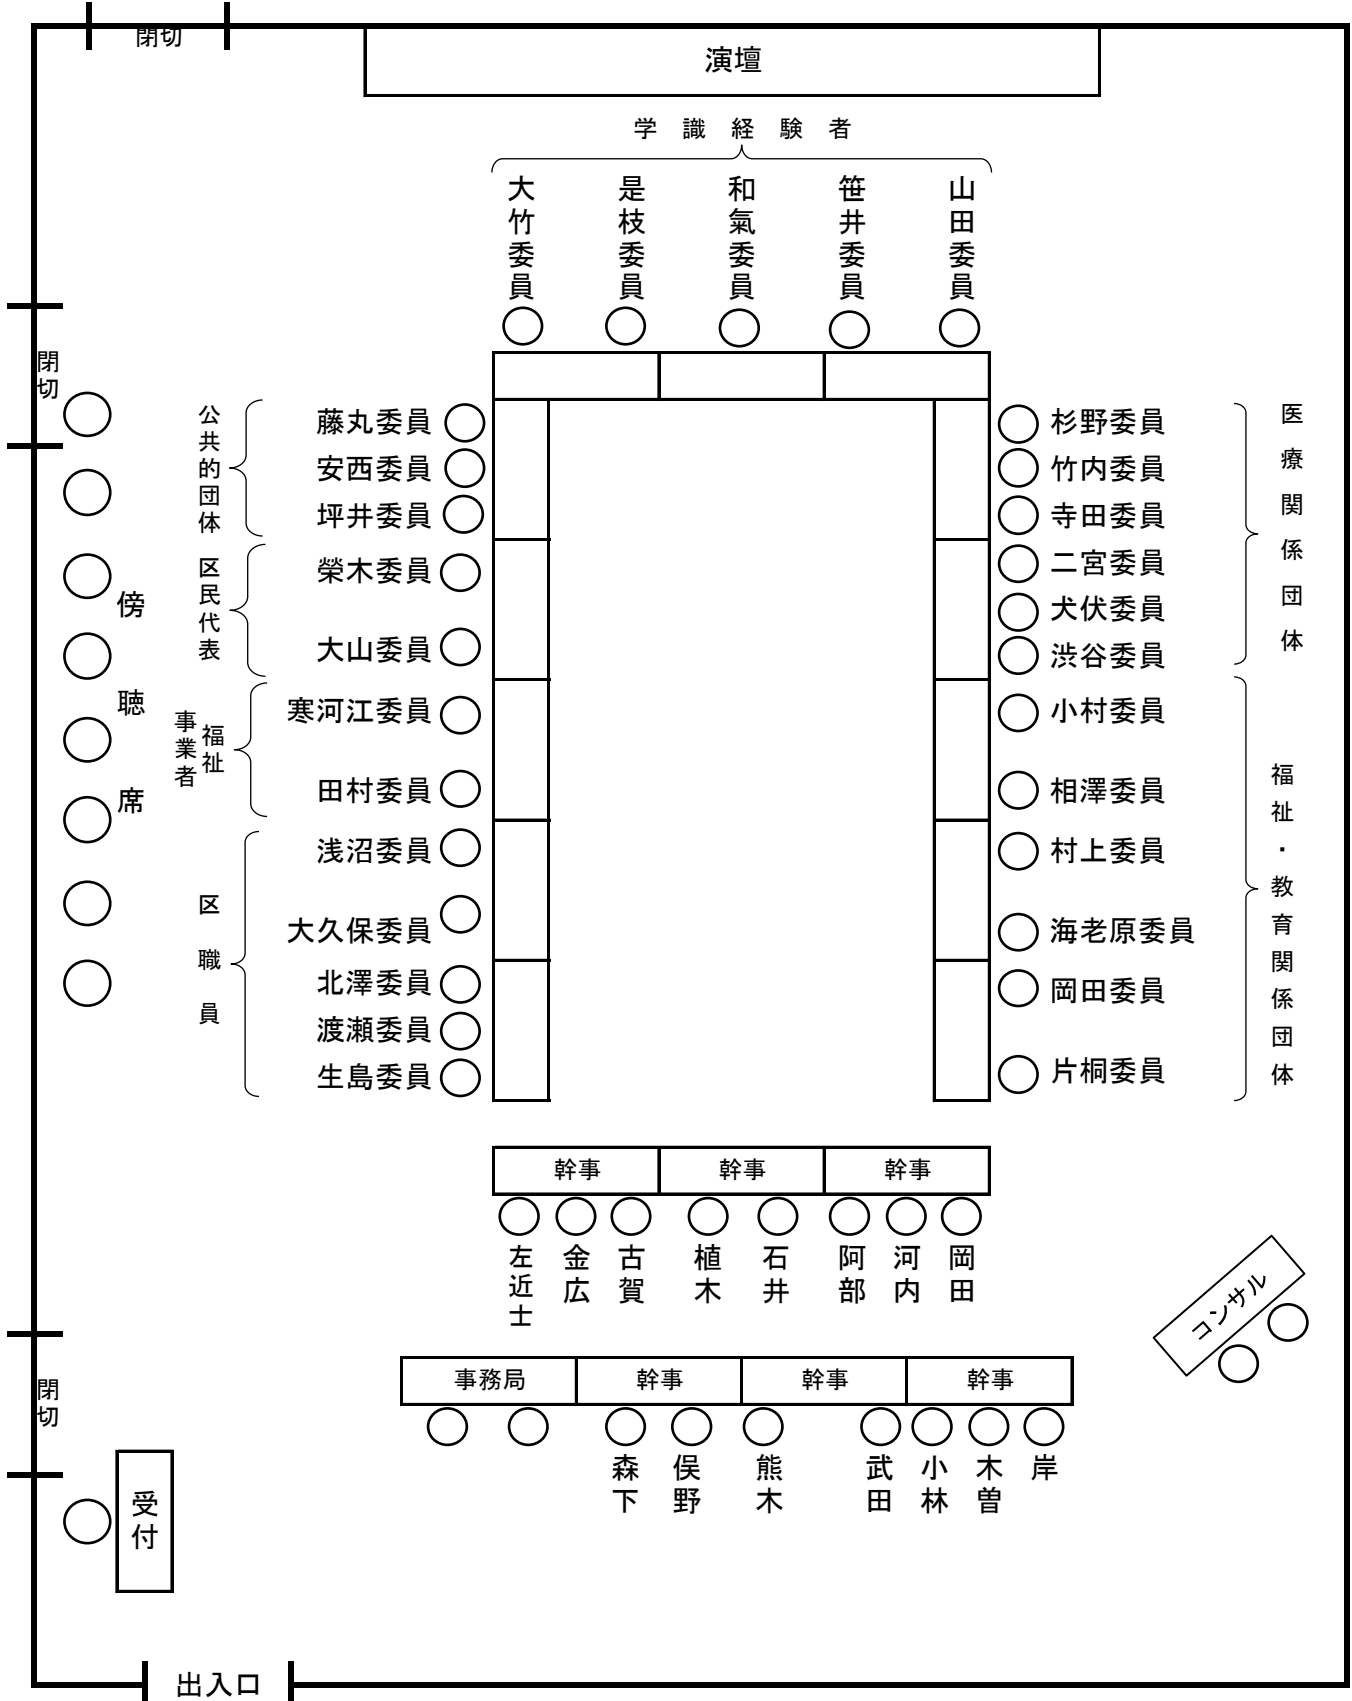 閉切
演壇
学識経験者
大竹委員
是枝委員
和氣委員
笹井委員
山田委員
閉切
公共的団体
藤丸委員
安西委員
坪井委員
区民代表
榮木委員
大山委員
福祉
事業者
寒河江委員
田村委員
区職員
浅沼委員
大久保委員
北澤委員
渡瀬委員
生島委員
傍聴席
杉野委員
竹内委員
寺田委員
二宮委員
犬伏委員
渋谷委員
医療関係団体
小村委員
相澤委員
村上委員
海老原委員
岡田委員
片桐委員
福祉・教育関係団体
幹事
幹事
幹事
左近士
金広
古賀
植木
石井
阿部
河内
岡田
コンサル
事務局
幹事
幹事
幹事
森下
俣野
熊木
武田
小林
木曽
岸
閉切
受付
出入口